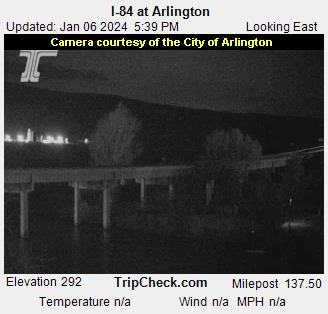 I-84 at Arlington
Updated: Jan 06 2024 5:39 PM Looking East
Camera courtesy of the City of Arlington
Elevation 292 TripCheck.com Milepost 137.50
Temperature n/a Wind n/a MPH n/a